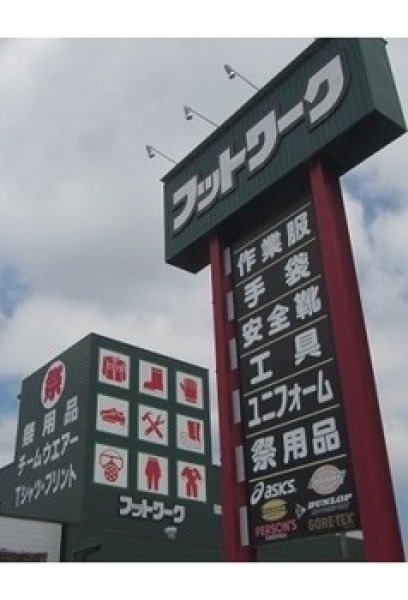 フットワーク
作業服
手袋
安全靴
工具
ユニフォーム
祭用品
asics
DUNLOP
PERSON'S
GORETEX
祭
祭用品
チームウエアー
Tシャツ・プリント
フットワーク